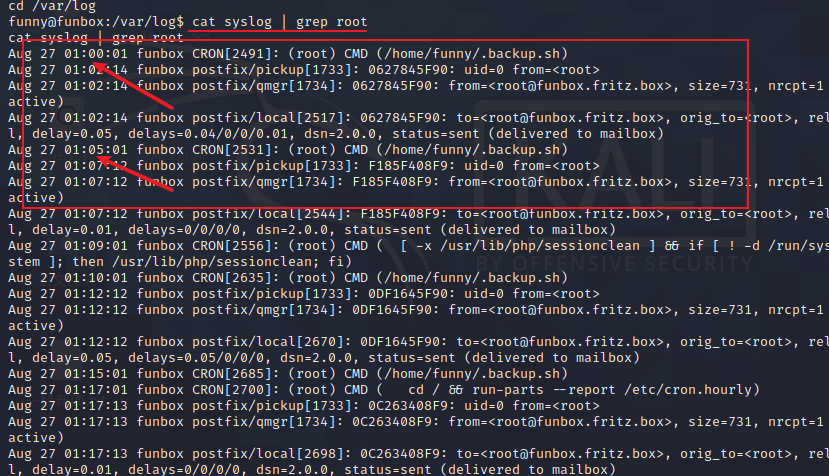 cd /var/log
funny@funbox:/var/log$ cat syslog | grep root
cat syslog | grep root
Aug 27 01:00:01 funbox CRON[2491]: (root) CMD (/home/funny/.backup.sh)
Aug 27 01:02:14 funbox postfix/pickup[1733]: 0627845F90: uid=0 from=<root>
Aug 27 01:02:14 funbox postfix/qmgr[1734]: 0627845F90: from=<root@funbox.fritz.box>, size=731, nrcpt=1
active)
Aug 27 01:02:14 funbox postfix/local[2517]: 0627845F90: to=<root@funbox.fritz.box>, orig_to=<root>, rel
l, delay=0.05, delays=0.04/0/0/0.01, dsn=2.0.0, status=sent (delivered to mailbox)
Aug 27 01:05:01 funbox CRON[2531]: (root) CMD (/home/funny/.backup.sh)
Aug 27 01:07:12 funbox postfix/pickup[1733]: F185F408F9: uid=0 from=<root>
Aug 27 01:07:12 funbox postfix/qmgr[1734]: F185F408F9: from=<root@funbox.fritz.box>, size=731, nrcpt=1
active)
Aug 27 01:07:12 funbox postfix/local[2544]: F185F408F9: to=<root@funbox.fritz.box>, orig_to=<root>, rel
l, delay=0.01, delays=0.01/0/0/0, dsn=2.0.0, status=sent (delivered to mailbox)
Aug 27 01:09:01 funbox CRON[2556]: (root) CMD (  [ -x /usr/lib/php/sessionclean ] && if [ ! -d /run/sys
stem ]; then /usr/lib/php/sessionclean; fi)
Aug 27 01:10:01 funbox CRON[2635]: (root) CMD (/home/funny/.backup.sh)
Aug 27 01:12:12 funbox postfix/pickup[1733]: 0DF1645F90: uid=0 from=<root>
Aug 27 01:12:12 funbox postfix/qmgr[1734]: 0DF1645F90: from=<root@funbox.fritz.box>, size=731, nrcpt=1
active)
Aug 27 01:12:12 funbox postfix/local[2670]: 0DF1645F90: to=<root@funbox.fritz.box>, orig_to=<root>, rel
l, delay=0.05, delays=0.05/0/0/0, dsn=2.0.0, status=sent (delivered to mailbox)
Aug 27 01:15:01 funbox CRON[2685]: (root) CMD (/home/funny/.backup.sh)
Aug 27 01:17:01 funbox CRON[2700]: (root) CMD (   cd / && run-parts --report /etc/cron.hourly)
Aug 27 01:17:13 funbox postfix/pickup[1733]: 0C263408F9: uid=0 from=<root>
Aug 27 01:17:13 funbox postfix/qmgr[1734]: 0C263408F9: from=<root@funbox.fritz.box>, size=731, nrcpt=1
active)
Aug 27 01:17:13 funbox postfix/local[2698]: 0C263408F9: to=<root@funbox.fritz.box>, orig_to=<root>, rel
l, delay=0.01, delays=0.01/0/0/0, dsn=2.0.0, status=sent (delivered to mailbox)
KALI
BY OFFENSIVE SECURITY